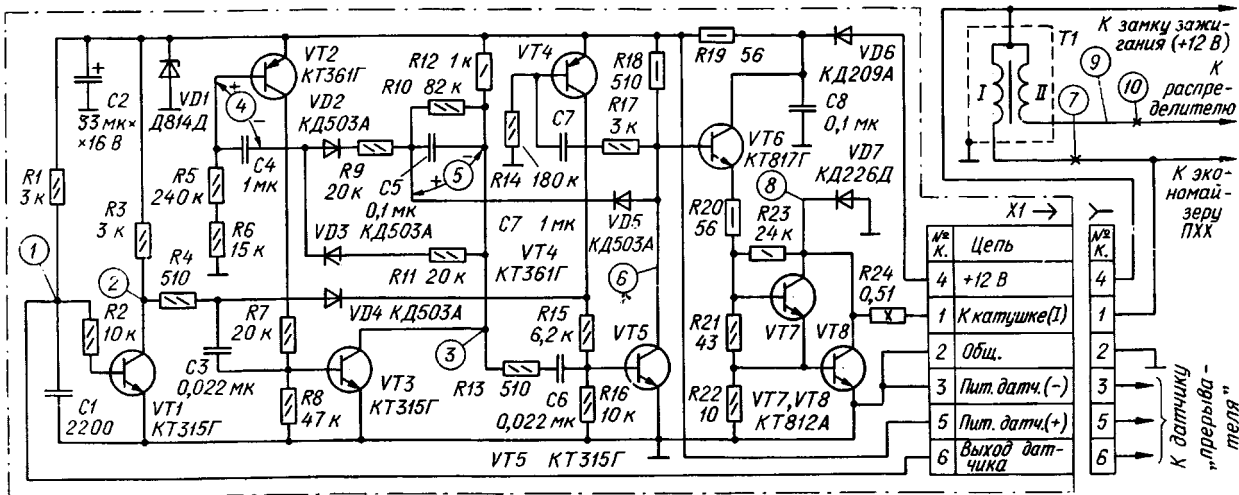 К замку зажи-
гания (+12 В)
T1
I
II
9
10
7
К
распре-
делителю
К эко-
номай-
зеру
ПХХ
R1
3 к
C2
33 мк×
×16 В
VD1
Д814Д
VT2
КТ361Г
4
+
−
C4
1 мк
R5
240 к
R6
15 к
R3
3 к
R4
510
1
2
R2
10 к
C1
2200
VT1
КТ315Г
C3
0,022 мк
R7
20 к
R8
47 к
VD2
КД503А
R9
20 к
R12 1 к
R10
82 к
C5
0,1 мк
5
+
−
VD3
КД503А
R11 20 к
VD4 КД503А
VT3
КТ315Г
3
R13
510
C6
0,022 мк
VT4
R14
180 к
C7
C7 1 мк
VT4
КТ361Г
R18
510
R17
3 к
VD5
КД503А
6
R15
6,2 к
VT5
R16
10 к
VT5 КТ315Г
R19 56
VD6
КД209А
C8
0,1 мк
VT6
КТ817Г
VD7
КД226Д
8
R20
56
R23
24 к
R24
0,51
VT7
VT8
R21
43
R22
10
VT7, VT8
КТ812А
X1 →
№ к. Цепь № к.
4 +12 В 4
1 К катушке (I) 1
2 Общ. 2
3 Пит. датч. (−) 3
5 Пит. датч. (+) 5
6 Выход дат-
чика 6
К датчику
„прерыва-
теля"